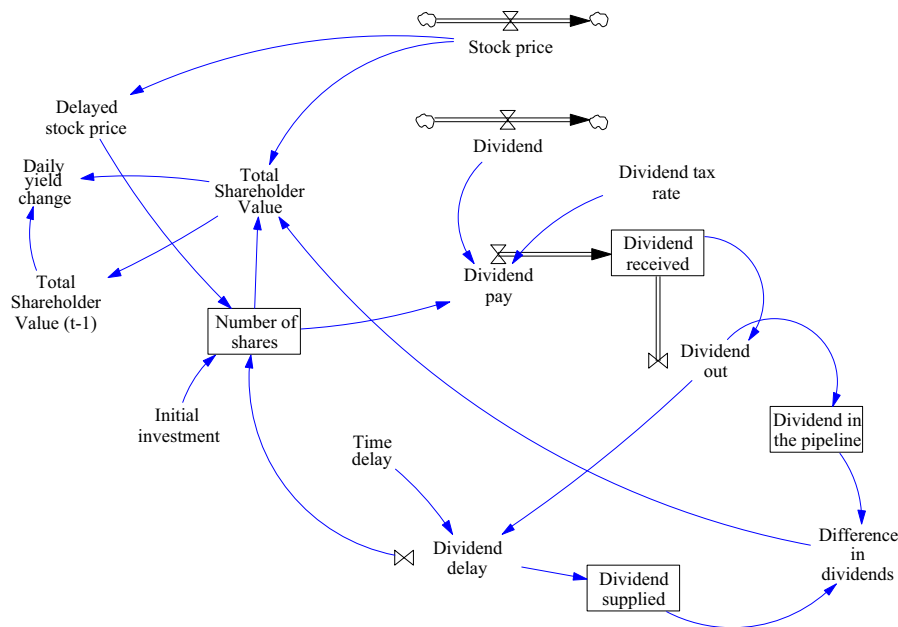 Stock price
Delayed
stock price
Dividend
Daily
yield
change
Total
Shareholder
Value
Dividend tax
rate
Dividend
received
Dividend
pay
Total
Shareholder
Value (t-1)
Number of
shares
Dividend
out
Initial
investment
Dividend in
the pipeline
Time
delay
Dividend
delay
Difference
in
dividends
Dividend
supplied